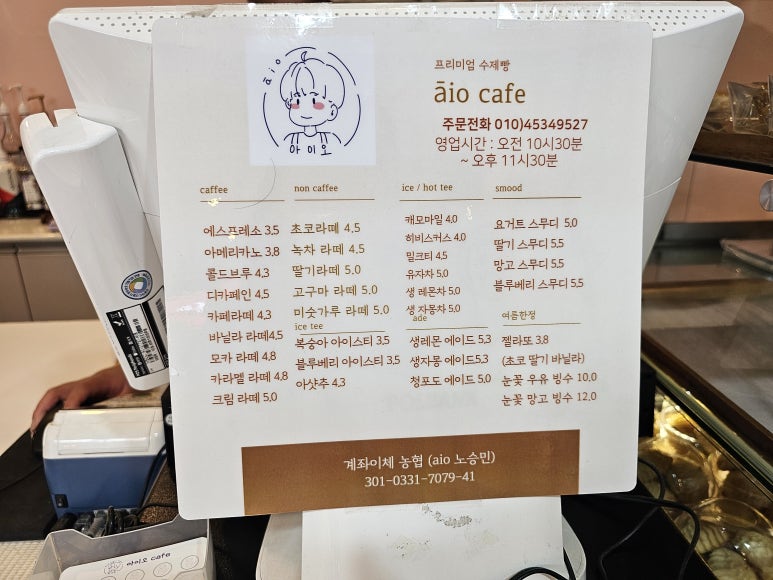 āio
아미오
프리미엄 수제빵
āio cafe
주문전화 010)45349527
영업시간 : 오전 10시30분
~ 오후 11시30분
caffee
에스프레소 3.5
아메리카노 3.8
콜드브루 4.3
디카페인 4.5
카페라떼 4.3
바닐라 라떼4.5
모카 라떼 4.8
카라멜 라떼 4.8
크림 라떼 5.0
non caffee
초코라떼 4.5
녹차 라떼 4.5
딸기라떼 5.0
고구마 라떼 5.0
미숫가루 라떼 5.0
ice tee
복숭아 아이스티 3.5
블루베리 아이스티 3.5
아샷추 4.3
ice / hot tee
캐모마일 4.0
히비스커스 4.0
밀크티 4.5
유자차 5.0
생 레몬차 5.0
생 자몽차 5.0
ade
생레몬 에이드 5.3
생자몽 에이드5.3
청포도 에이드 5.0
smood
요거트 스무디 5.0
딸기 스무디 5.5
망고 스무디 5.5
블루베리 스무디 5.5
여름한정
젤라또 3.8
(초코 딸기 바닐라)
눈꽃 우유 빙수 10.0
눈꽃 망고 빙수 12.0
계좌이체 농협 (aio 노승민)
301-0331-7079-41
아이오 cafe